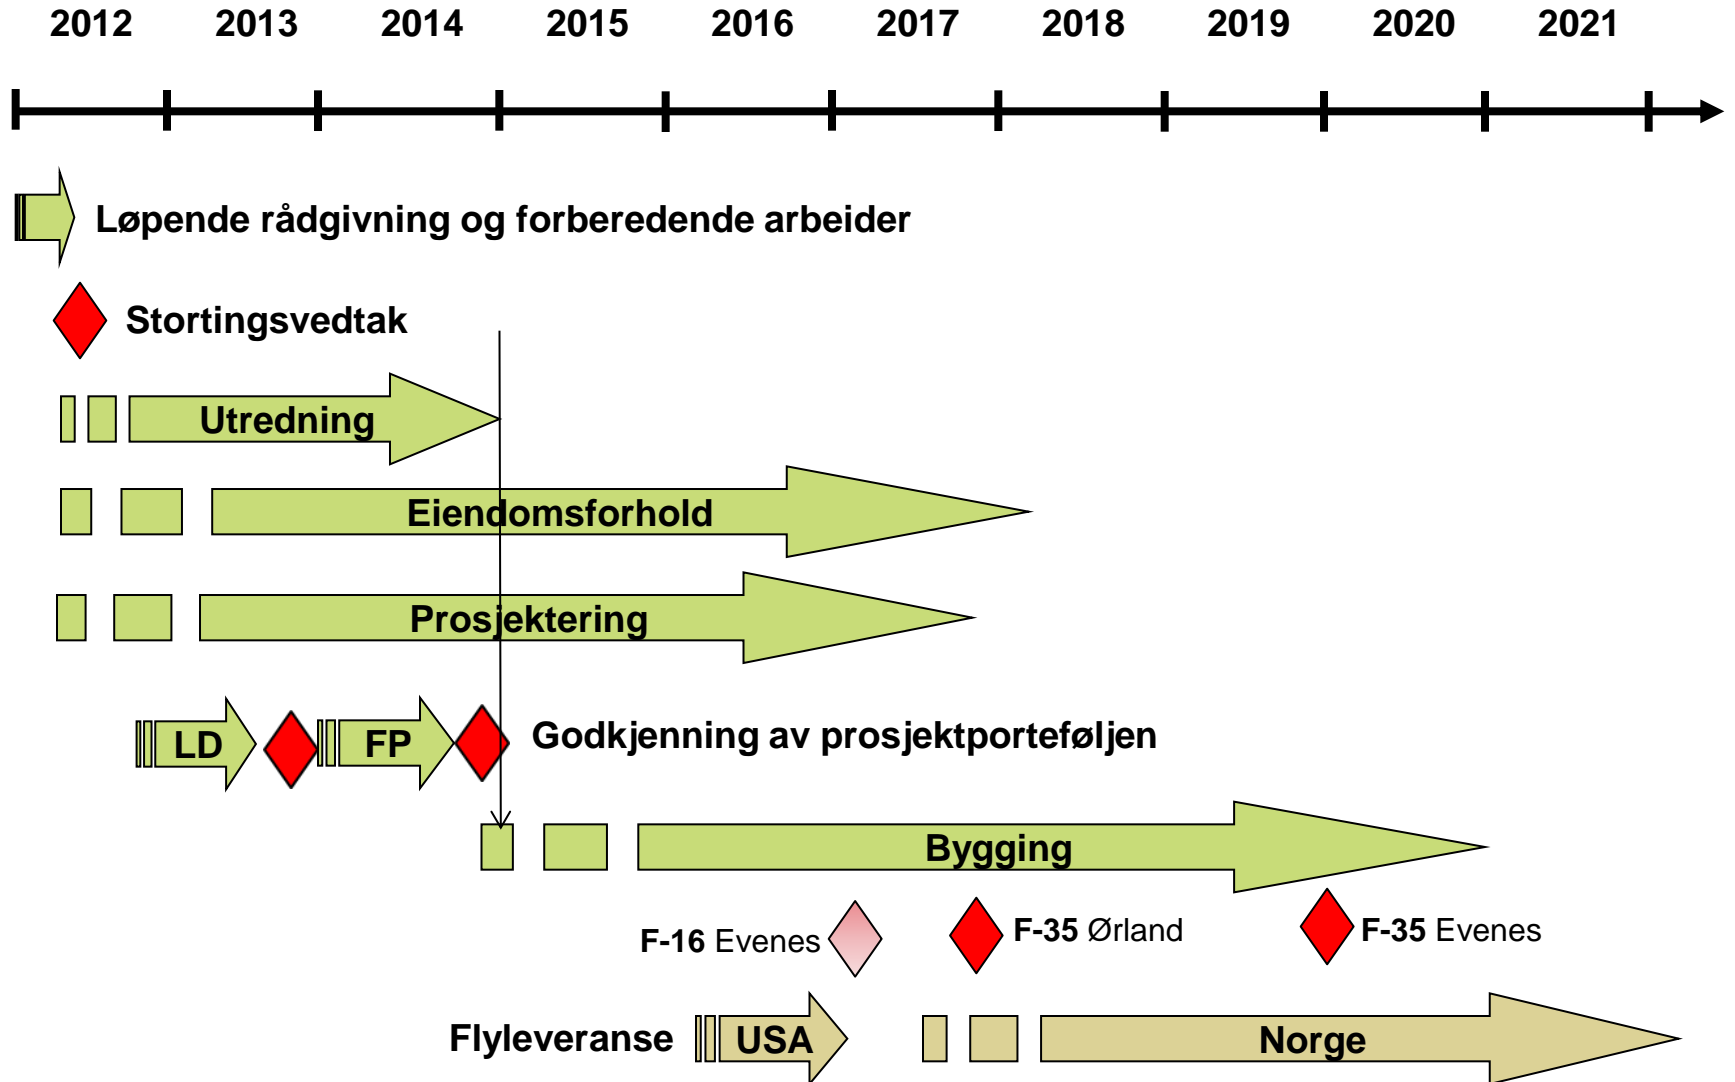 2012 2013 2014 2015 2016 2017 2018 2019 2020 2021
Løpende rådgivning og forberedende arbeider
Stortingsvedtak
Utredning
Eiendomsforhold
Prosjektering
LD FP Godkjenning av prosjektporteføljen
Bygging
F-16 Evenes F-35 Ørland F-35 Evenes
Flyleveranse USA Norge